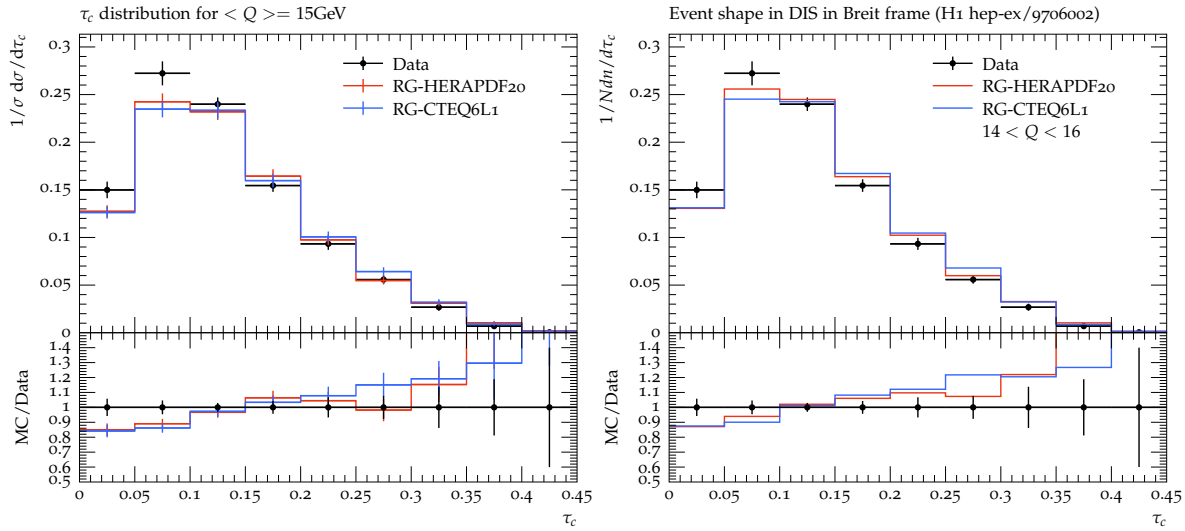 τc distribution for < Q >= 15GeV
1/σ dσ/dτc
0.3
0.25
0.2
0.15
0.1
0.05
0
Data
RG-HERAPDF20
RG-CTEQ6L1
MC/Data
1.4
1.3
1.2
1.1
1
0.9
0.8
0.7
0.6
0.5
0 0.05 0.1 0.15 0.2 0.25 0.3 0.35 0.4 0.45
τc
Event shape in DIS in Breit frame (H1 hep-ex/9706002)
1/Ndn/dτc
0.3
0.25
0.2
0.15
0.1
0.05
0
Data
RG-HERAPDF20
RG-CTEQ6L1
14 < Q < 16
MC/Data
1.4
1.3
1.2
1.1
1
0.9
0.8
0.7
0.6
0.5
0 0.05 0.1 0.15 0.2 0.25 0.3 0.35 0.4 0.45
τc